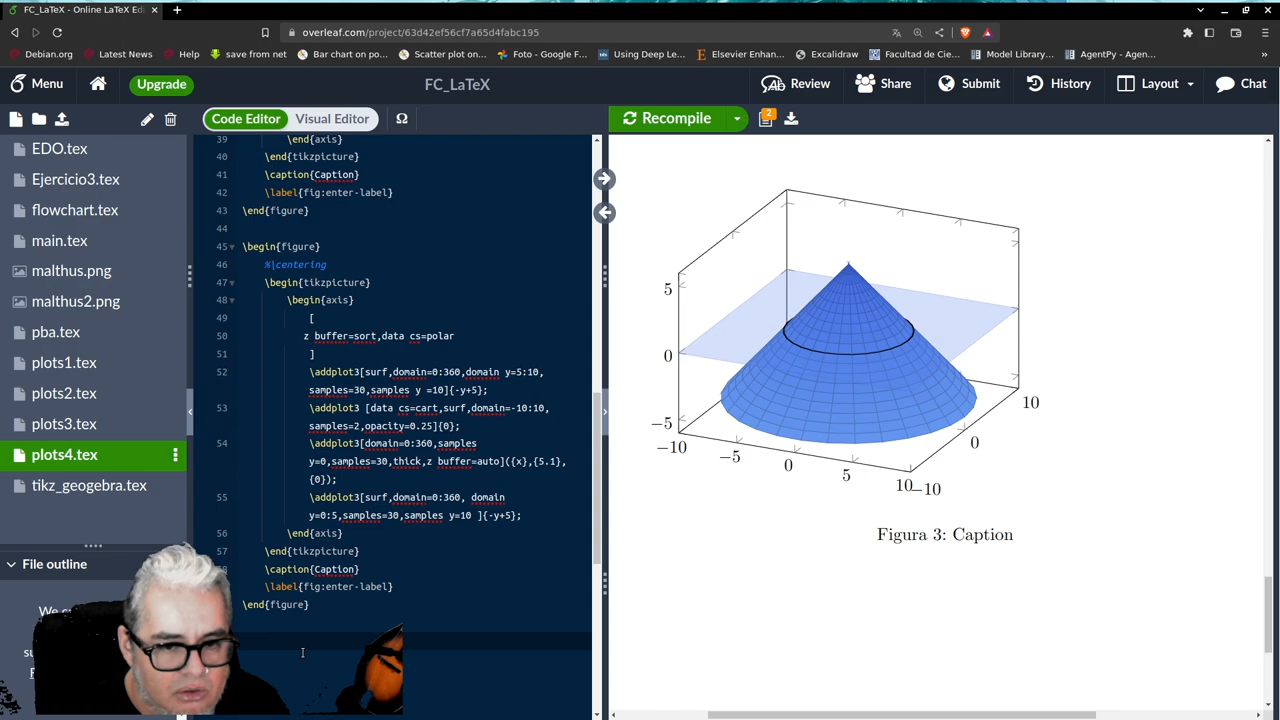 FC_LaTeX - Online LaTeX Edi
overleaf.com/project/63d42ef56cf7a65d4fabc195
Debian.org
Latest News
Help
save from net
Bar chart on po...
Scatter plot on...
Foto - Google F...
Using Deep Le...
Elsevier Enhan...
Excalidraw
Facultad de Cie...
Model Library...
AgentPy - Agen...
Menu
Upgrade
FC_LaTeX
Review
Share
Submit
History
Layout
Chat
Code Editor
Visual Editor
Ω
Recompile
2
EDO.tex
Ejercicio3.tex
flowchart.tex
main.tex
malthus.png
malthus2.png
pba.tex
plots1.tex
plots2.tex
plots3.tex
plots4.tex
tikz_geogebra.tex
File outline
39 \end{axis}
40 \end{tikzpicture}
41 \caption{Caption}
42 \label{fig:enter-label}
43 \end{figure}
44
45 \begin{figure}
46 %\centering
47 \begin{tikzpicture}
48 \begin{axis}
49 [
50 z buffer=sort,data cs=polar
51 ]
52 \addplot3[surf,domain=0:360,domain y=5:10,
samples=30,samples y =10]{-y+5};
53 \addplot3 [data cs=cart,surf,domain=-10:10,
samples=2,opacity=0.25]{0};
54 \addplot3[domain=0:360,samples
y=0,samples=30,thick,z buffer=auto]({x},{5.1},
{0});
55 \addplot3[surf,domain=0:360, domain
y=0:5,samples=30,samples y=10 ]{-y+5};
56 \end{axis}
57 \end{tikzpicture}
\caption{Caption}
\label{fig:enter-label}
\end{figure}
5
0
−5
−10
−5
0
5
10
−10
0
10
Figura 3: Caption